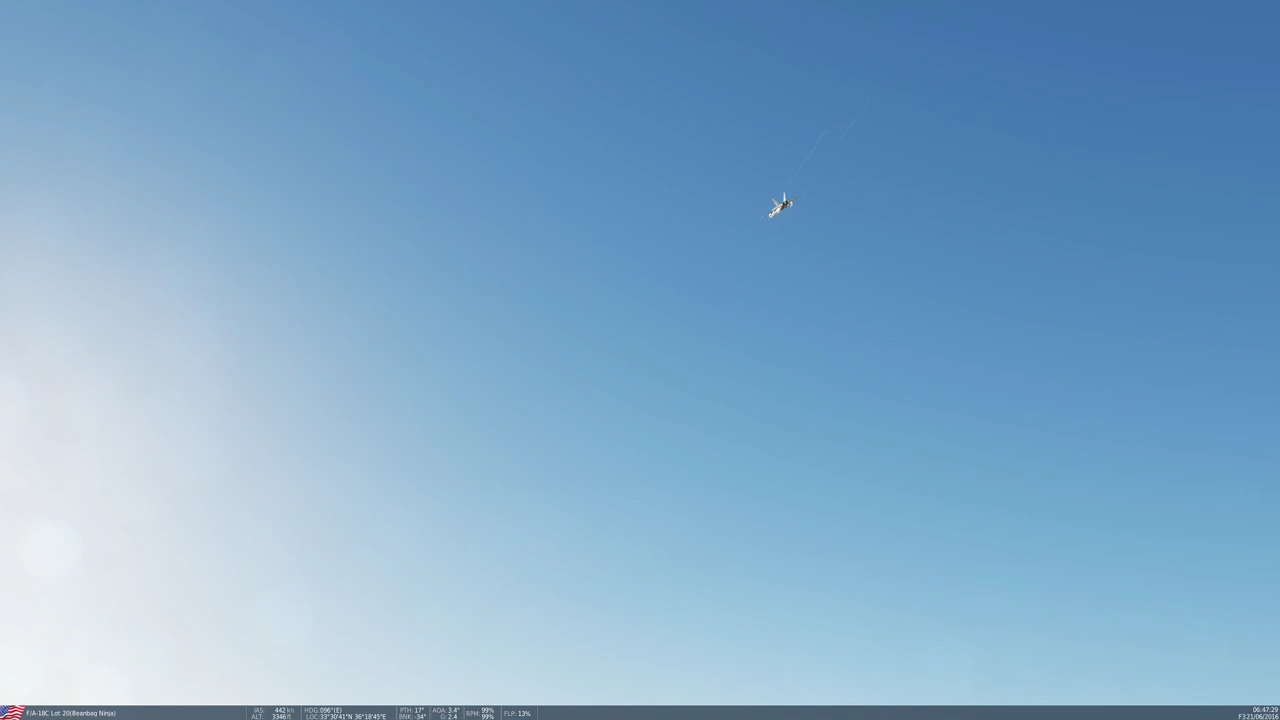 F/A-18C Lot 20(Beanbag Ninja)
IAS: 442 kn
ALT: 3346 ft
HDG: 096°(E)
LOC: 33°30'41"N 36°18'45"E
PTH: 17°
BNK: -34°
AOA: 3.4°
G: 2.4
RPM: 99%
99%
FLP: 13%
06:47:29
F3 21/06/2016